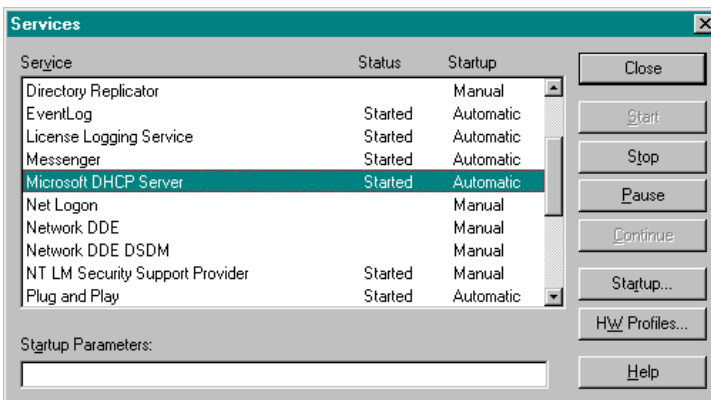 Services
Service Status Startup
Directory Replicator Manual
EventLog Started Automatic
License Logging Service Started Automatic
Messenger Started Automatic
Microsoft DHCP Server Started Automatic
Net Logon Manual
Network DDE Manual
Network DDE DSDM Manual
NT LM Security Support Provider Started Manual
Plug and Play Started Automatic
Startup Parameters:
Close
Start
Stop
Pause
Continue
Startup...
HW Profiles...
Help